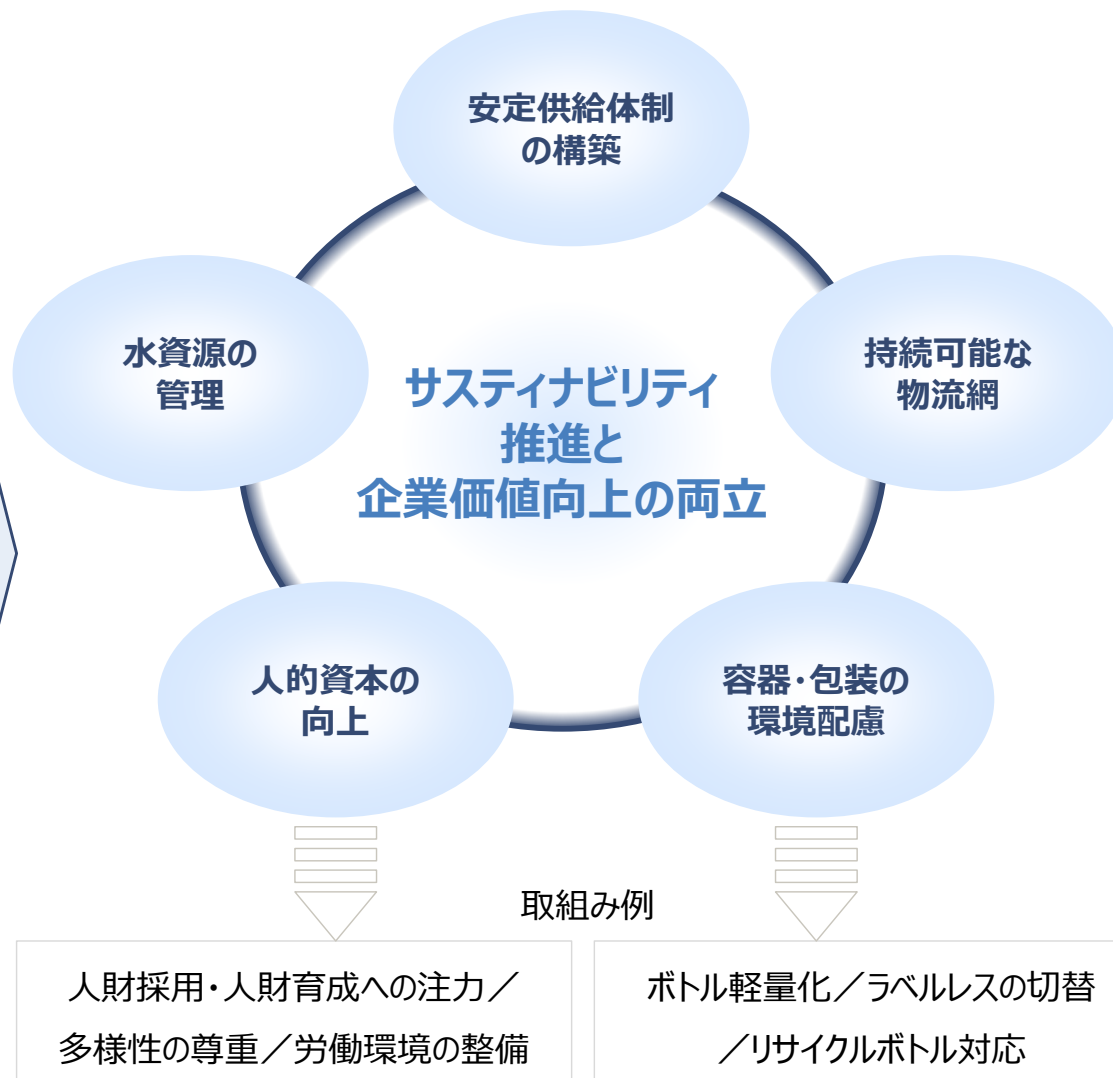 安定供給体制
の構築
水資源の
管理
持続可能な
物流網
サスティナビリティ
推進と
企業価値向上の両立
人的資本の
向上
容器・包装の
環境配慮
取組み例
人財採用・人財育成への注力／
多様性の尊重／労働環境の整備
ボトル軽量化／ラベルレスの切替
／リサイクルボトル対応